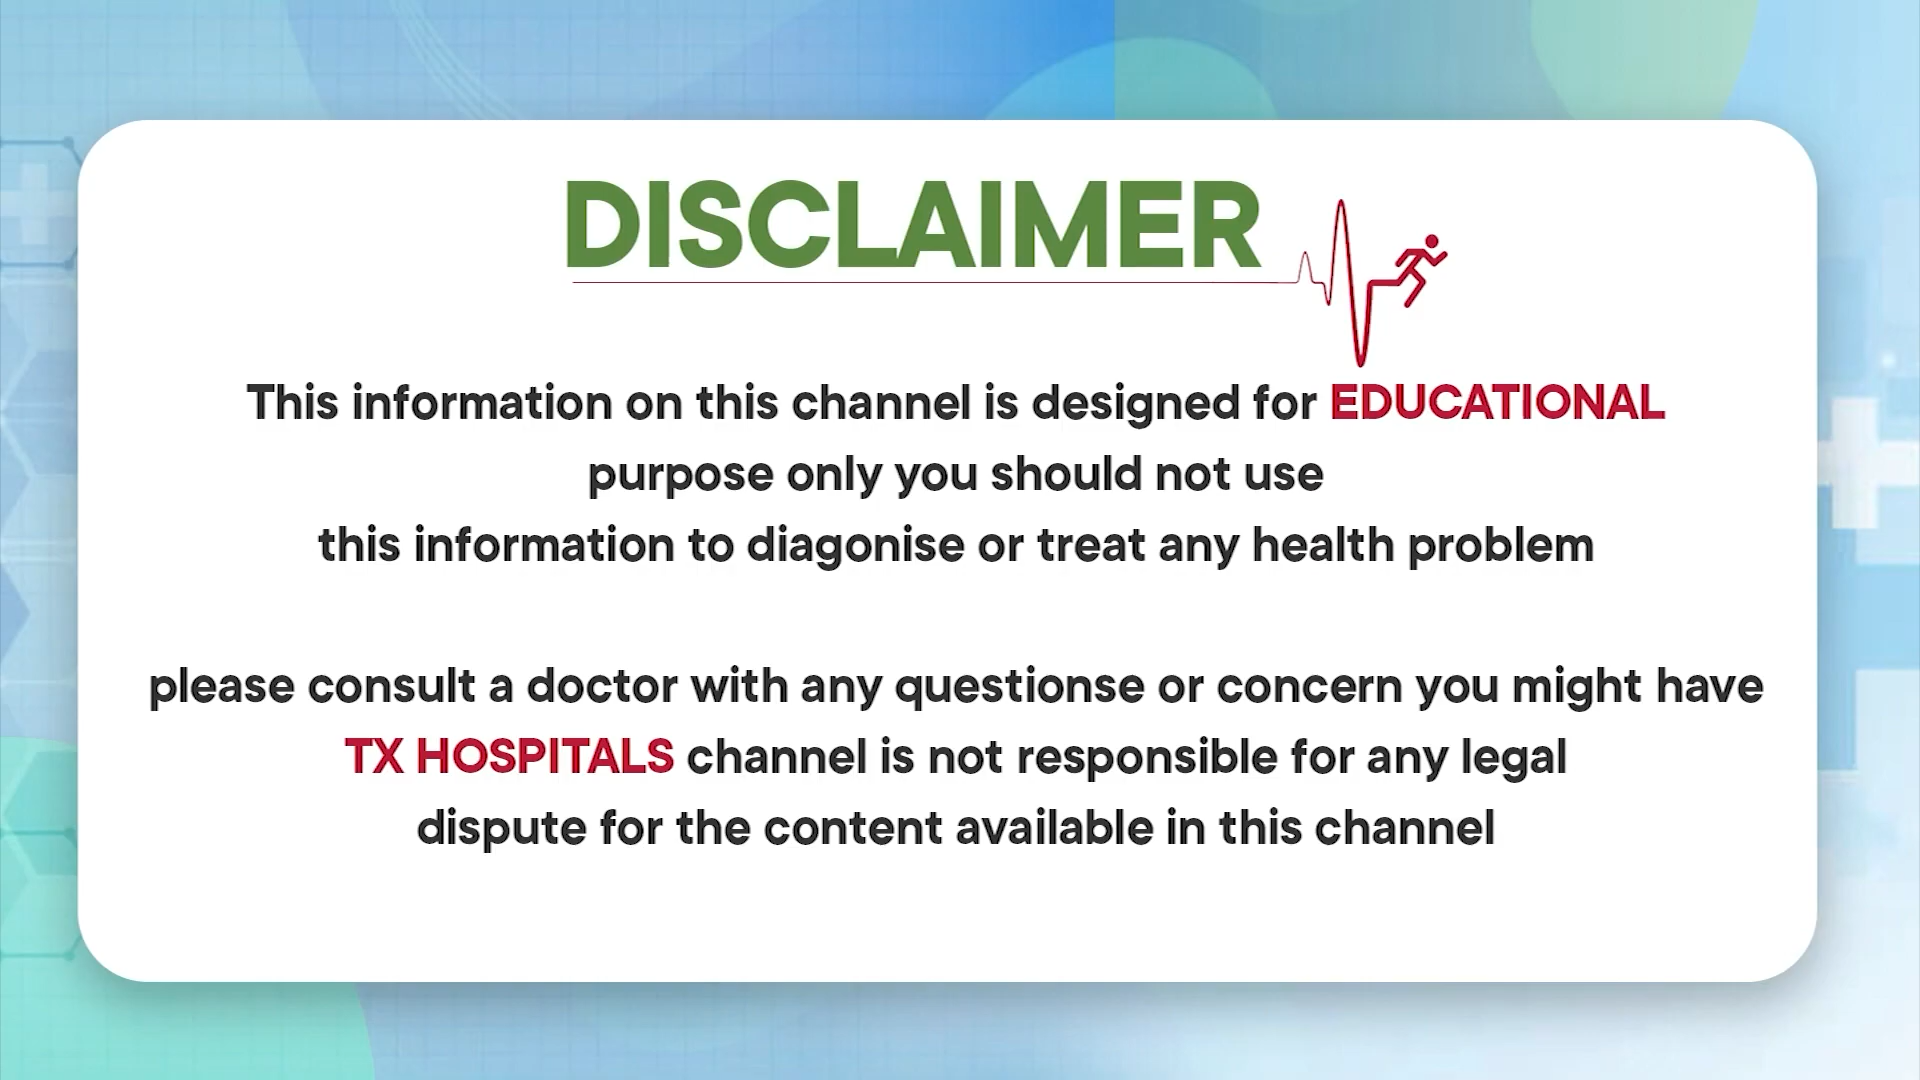 DISCLAIMER
This information on this channel is designed for EDUCATIONAL
purpose only you should not use
this information to diagonise or treat any health problem
please consult a doctor with any questionse or concern you might have
TX HOSPITALS channel is not responsible for any legal
dispute for the content available in this channel